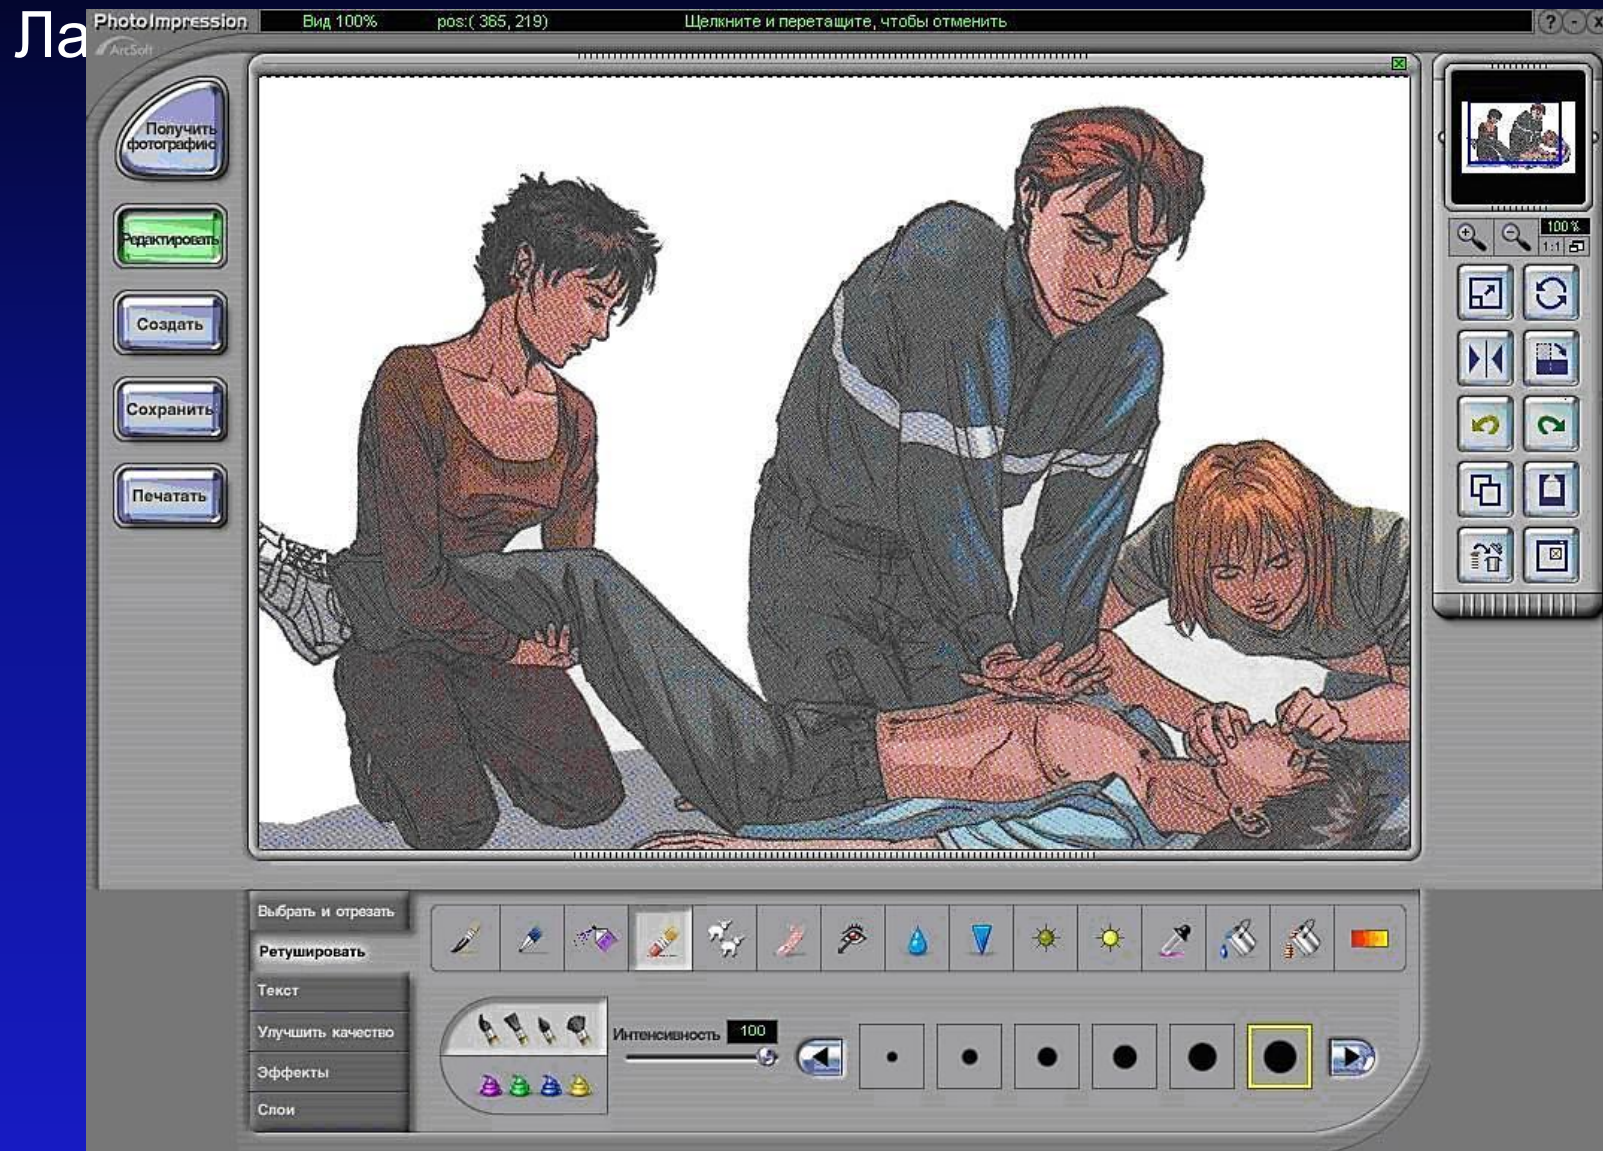 Ла
PhotoImpression
Вид 100%
pos:( 365, 219)
Щелкните и перетащите, чтобы отменить
? - x
ArcSoft
Получить
фотографию
Редактировать
Создать
Сохранить
Печатать
100%
1:1
Выбрать и отрезать
Ретушировать
Текст
Улучшить качество
Эффекты
Слои
Интенсивность 100